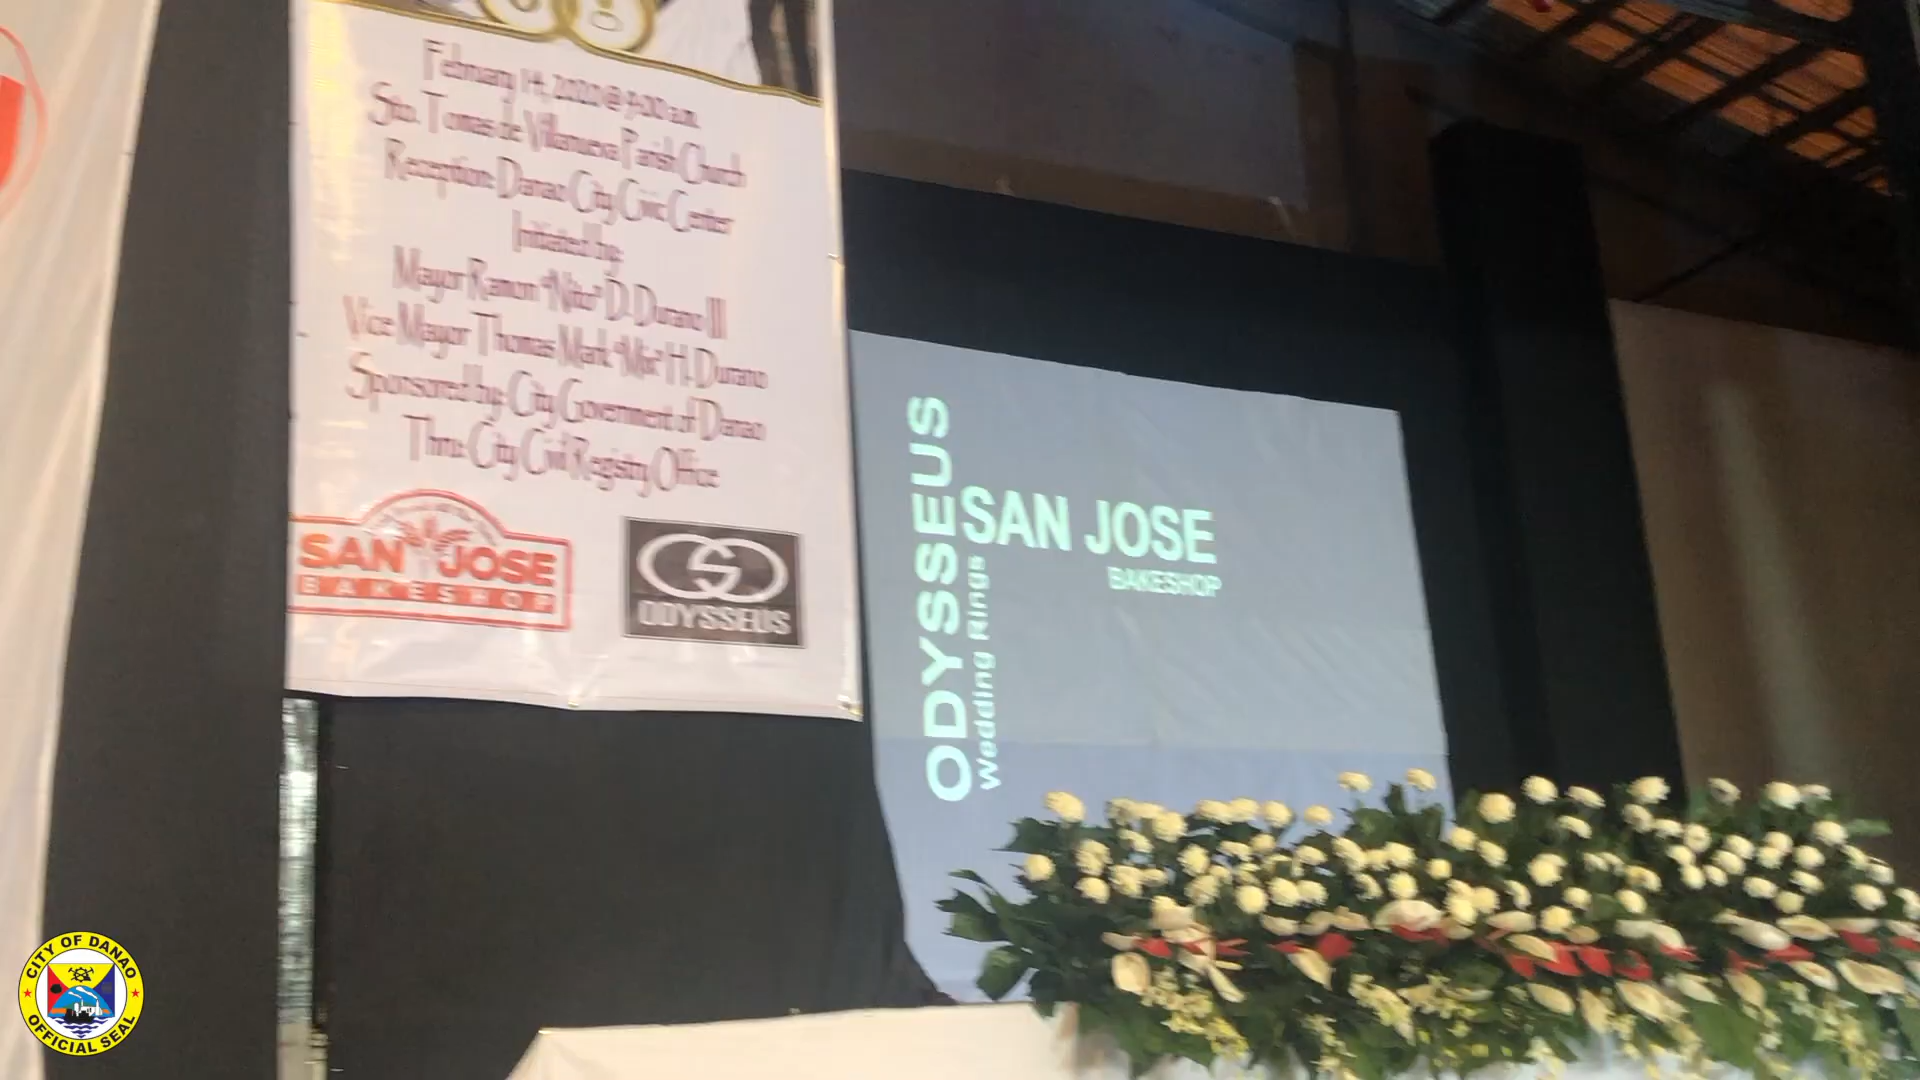 February 14, 2020 @ 9:00 a.m.
Sto. Tomas de Villanueva Parish Church
Reception: Danao City Civic Center
Initiated by:
Mayor Ramon "Nito" D. Durano III
Vice Mayor Thomas Mark "Mix" H. Durano
Sponsored by: City Government of Danao
Thru: City Civil Registry Office
SAN JOSE
BAKESHOP
ODYSSEUS
ODYSSEUS
Wedding Rings
SAN JOSE
BAKESHOP
CITY OF DANAO
OFFICIAL SEAL